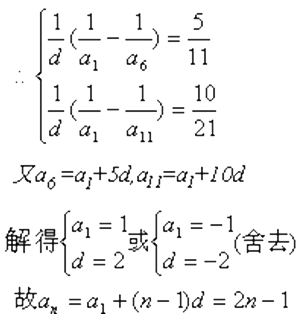 ∴ { 1/d (1/a₁ − 1/a₆) = 5/11
1/d (1/a₁ − 1/a₁₁) = 10/21
又a₆=a₁+5d,a₁₁=a₁+10d
解得{a₁=1 d=2 或{a₁=−1 d=−2 (舍去)
故aₙ=a₁+(n−1)d=2n−1